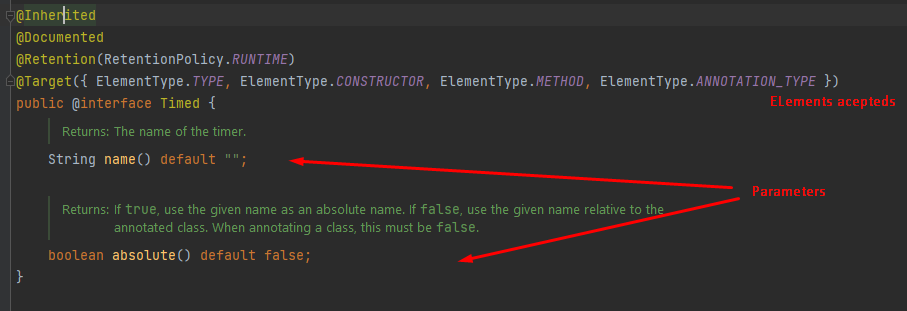 @Inherited
@Documented
@Retention(RetentionPolicy.RUNTIME)
@Target({ ElementType.TYPE, ElementType.CONSTRUCTOR, ElementType.METHOD, ElementType.ANNOTATION_TYPE })
public @interface Timed {
ELements acepteds
Returns: The name of the timer.
String name() default "";
Parameters
Returns: If true, use the given name as an absolute name. If false, use the given name relative to the
annotated class. When annotating a class, this must be false.
boolean absolute() default false;
}